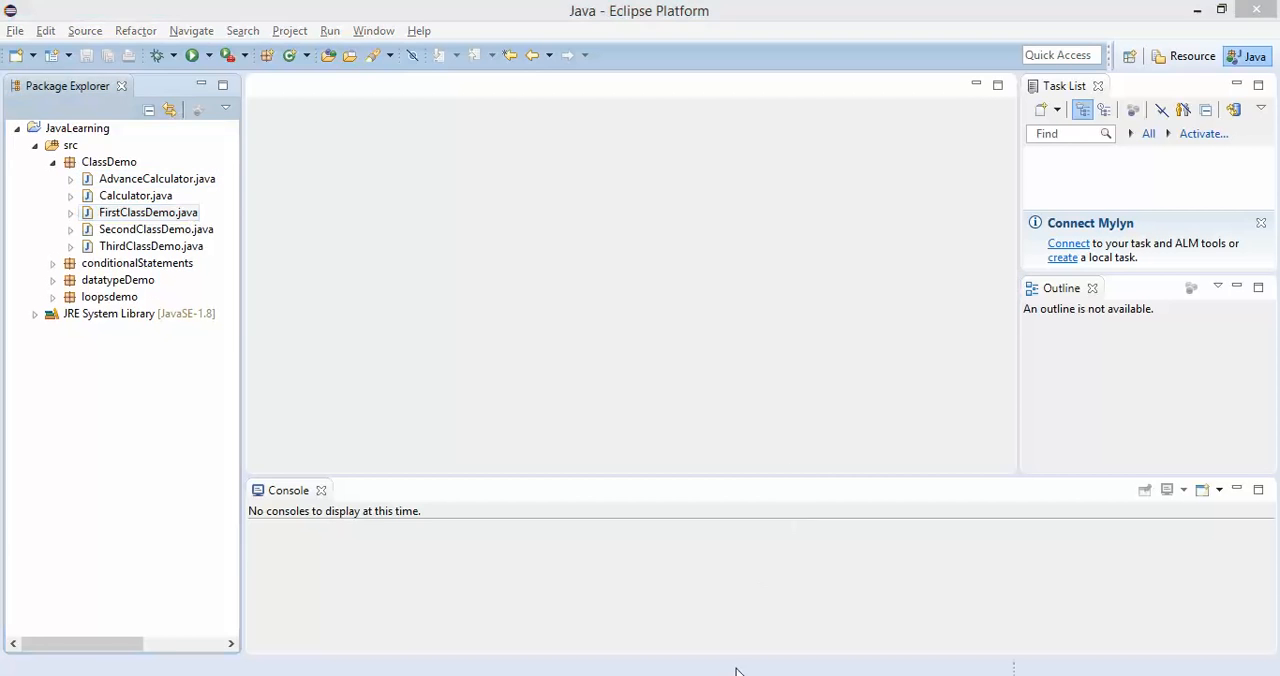 Java - Eclipse Platform
File Edit Source Refactor Navigate Search Project Run Window Help
Quick Access Resource Java
Package Explorer
JavaLearning
src
ClassDemo
AdvanceCalculator.java
Calculator.java
FirstClassDemo.java
SecondClassDemo.java
ThirdClassDemo.java
conditionalStatements
datatypeDemo
loopsdemo
JRE System Library [JavaSE-1.8]
Task List
Find All Activate...
Connect Mylyn
Connect to your task and ALM tools or
create a local task.
Outline
An outline is not available.
Console
No consoles to display at this time.